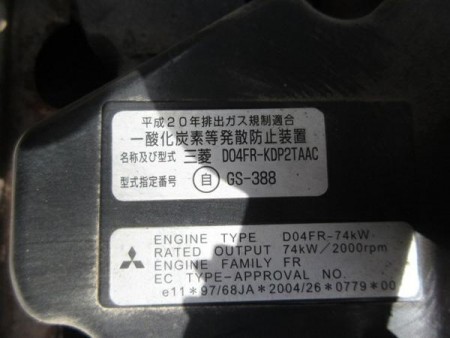 平成20年排出ガス規制適合
一酸化炭素等発散防止装置
名称及び型式 三菱 D04FR-KDP2TAAC
型式指定番号 自 GS-388
ENGINE TYPE D04FR-74kW
RATED OUTPUT 74kW/2000rpm
ENGINE FAMILY FR
EC TYPE-APPROVAL NO.
e11*97/68JA*2004/26*0779*00